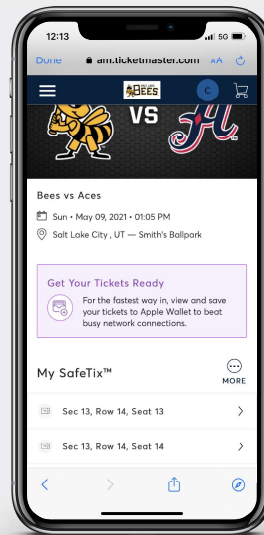 12:13
5G
Done
am.ticketmaster.com
AA
BEES
C
VS
A
Bees vs Aces
Sun • May 09, 2021 • 01:05 PM
Salt Lake City , UT — Smith's Ballpark
Get Your Tickets Ready
For the fastest way in, view and save
your tickets to Apple Wallet to beat
busy network connections.
My SafeTix™
MORE
Sec 13, Row 14, Seat 13
Sec 13, Row 14, Seat 14